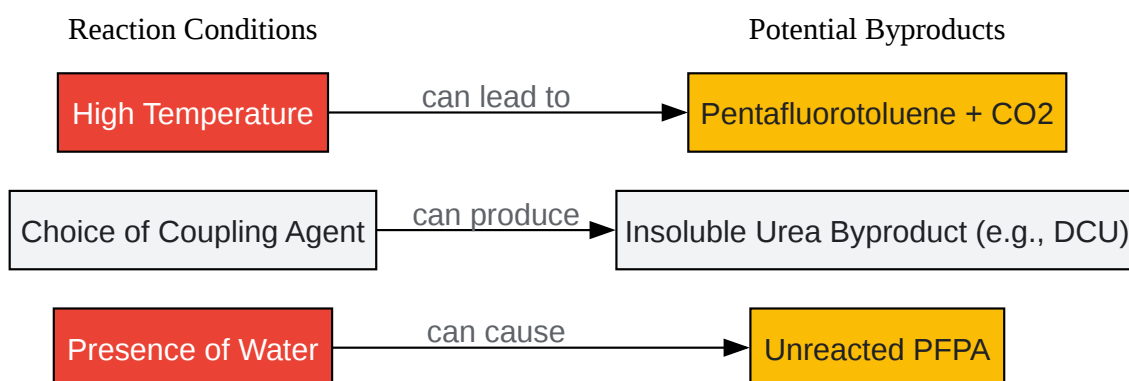 Reaction Conditions
Potential Byproducts
High Temperature
can lead to
Pentafluorotoluene + CO2
Choice of Coupling Agent
can produce
Insoluble Urea Byproduct (e.g., DCU)
Presence of Water
can cause
Unreacted PFPA